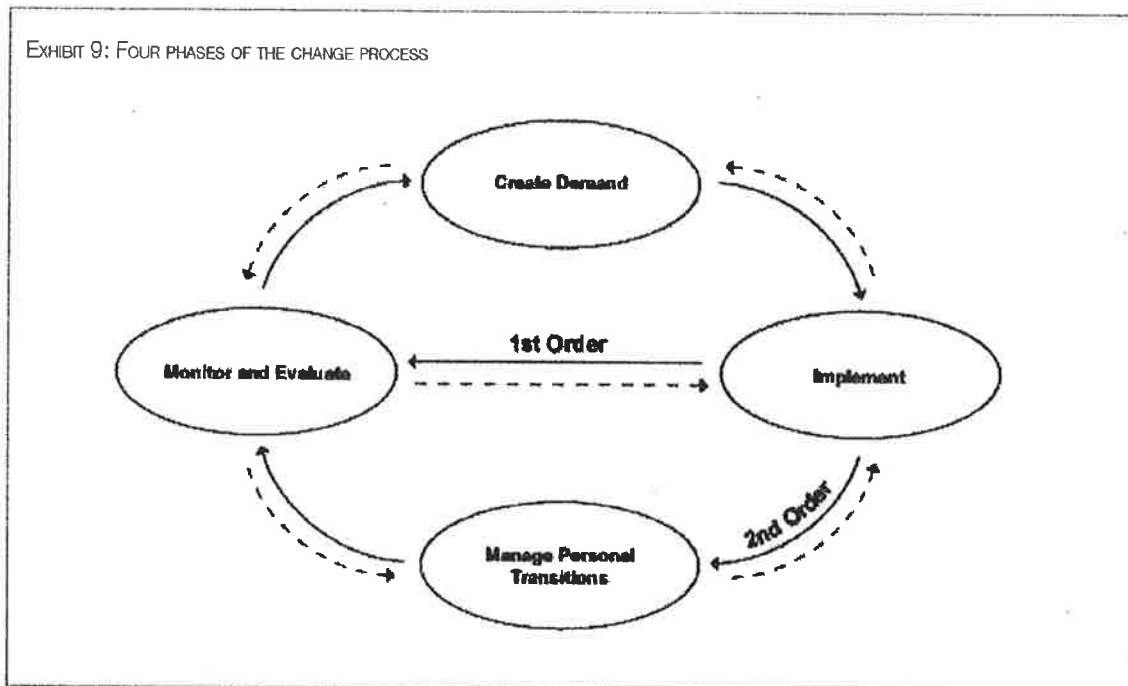 EXHIBIT 9: FOUR PHASES OF THE CHANGE PROCESS
Create Demand
1st Order
Monitor and Evaluate
Implement
2nd Order
Manage Personal
Transitions